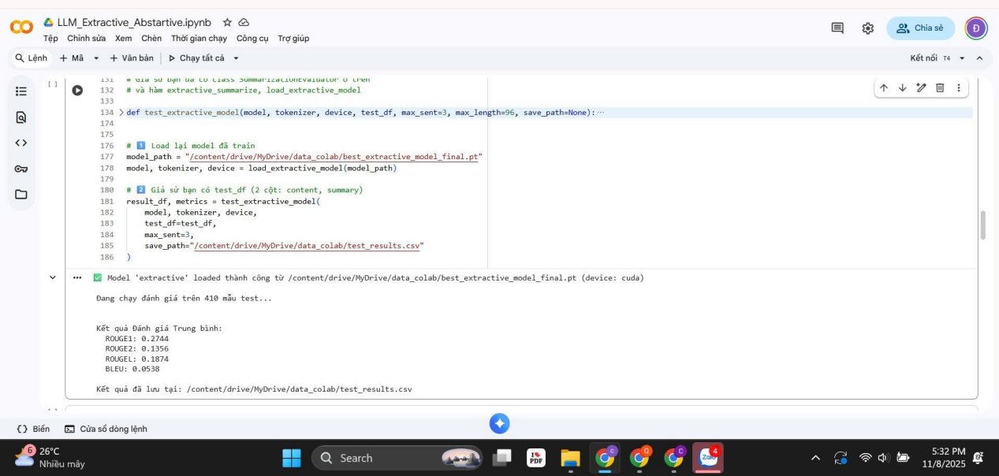 LLM_Extractive_Abstartive.ipynb
Tệp Chỉnh sửa Xem Chèn Thời gian chạy Công cụ Trợ giúp
Chia sẻ
Đ
Lệnh + Mã + Văn bản Chạy tất cả
Kết nối T4
[ ]
131 # Giả sử bạn đã có class SummarizationEvaluator ở trên
132 # và hàm extractive_summarize, load_extractive_model
133
134 def test_extractive_model(model, tokenizer, device, test_df, max_sent=3, max_length=96, save_path=None):···
174
175
176 # 1️⃣ Load lại model đã train
177 model_path = "/content/drive/MyDrive/data_colab/best_extractive_model_final.pt"
178 model, tokenizer, device = load_extractive_model(model_path)
179
180 # 2️⃣ Giả sử bạn có test_df (2 cột: content, summary)
181 result_df, metrics = test_extractive_model(
182 model, tokenizer, device,
183 test_df=test_df,
184 max_sent=3,
185 save_path="/content/drive/MyDrive/data_colab/test_results.csv"
186 )
✅ Model 'extractive' loaded thành công từ /content/drive/MyDrive/data_colab/best_extractive_model_final.pt (device: cuda)
Đang chạy đánh giá trên 410 mẫu test...
Kết quả Đánh giá Trung bình:
ROUGE1: 0.2744
ROUGE2: 0.1356
ROUGEL: 0.1874
BLEU: 0.0538
Kết quả đã lưu tại: /content/drive/MyDrive/data_colab/test_results.csv
{} Biến Cửa sổ dòng lệnh
6
26°C
Nhiều mây
Search
I PDF
C
Q
C
Zalo
4
5:32 PM
11/8/2025